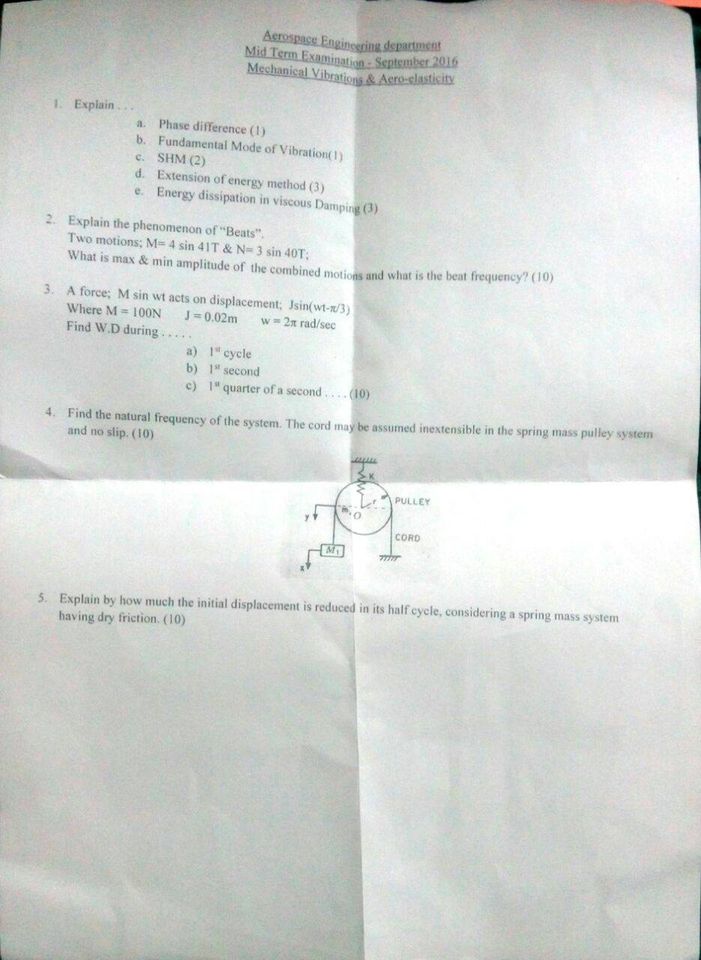 Aerospace Engineering department
Mid Term Examination - September 2016
Mechanical Vibrations & Aero-elasticity
1. Explain . . .
a. Phase difference (1)
b. Fundamental Mode of Vibration(1)
c. SHM (2)
d. Extension of energy method (3)
e. Energy dissipation in viscous Damping (3)
2. Explain the phenomenon of "Beats".
Two motions; M= 4 sin 41T & N= 3 sin 40T;
What is max & min amplitude of the combined motions and what is the beat frequency? (10)
3. A force; M sin wt acts on displacement; Jsin(wt-π/3)
Where M = 100N J = 0.02m w = 2π rad/sec
Find W.D during . . . . .
a) 1st cycle
b) 1st second
c) 1st quarter of a second . . . . (10)
4. Find the natural frequency of the system. The cord may be assumed inextensible in the spring mass pulley system
and no slip. (10)
K
r
PULLEY
y
m, O
CORD
M1
x
5. Explain by how much the initial displacement is reduced in its half cycle, considering a spring mass system
having dry friction. (10)